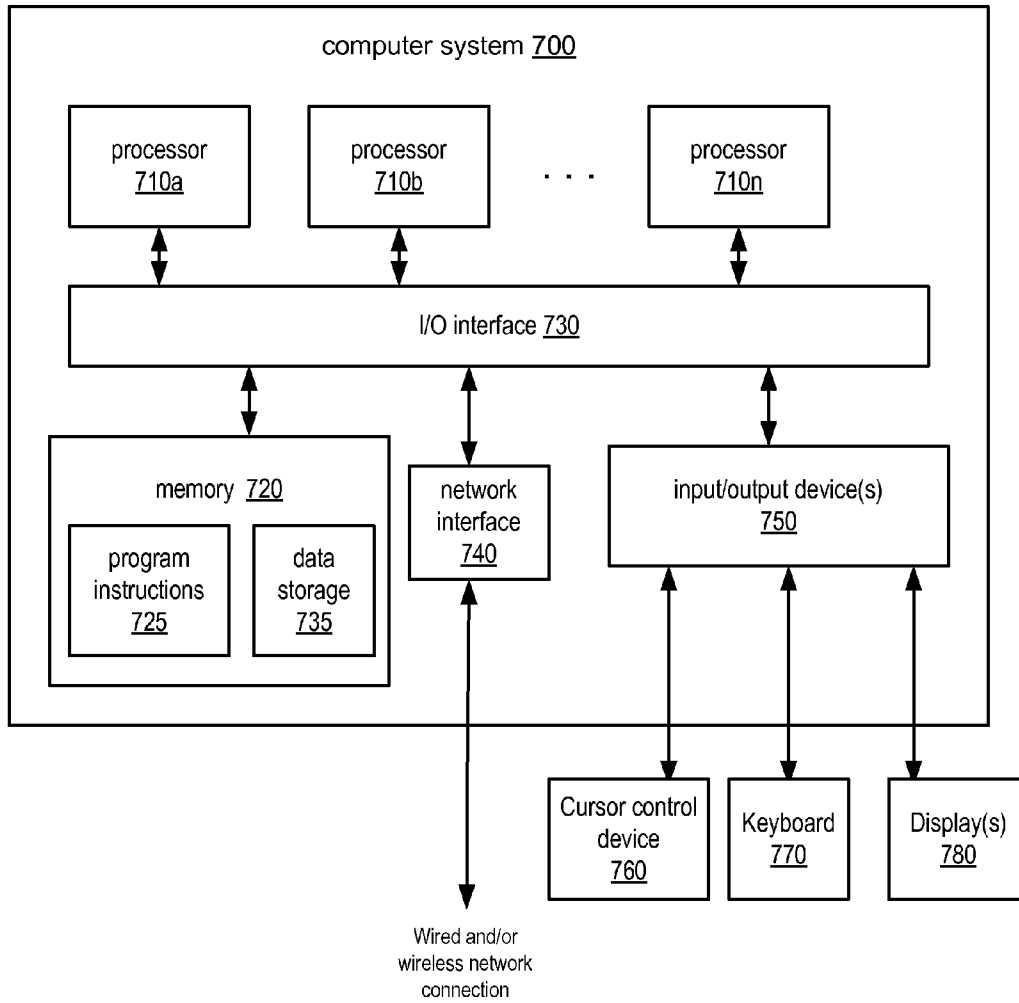 computer system 700
processor
710a
processor
710b
. . .
processor
710n
I/O interface 730
memory 720
program
instructions
725
data
storage
735
network
interface
740
input/output device(s)
750
Cursor control
device
760
Keyboard
770
Display(s)
780
Wired and/or
wireless network
connection